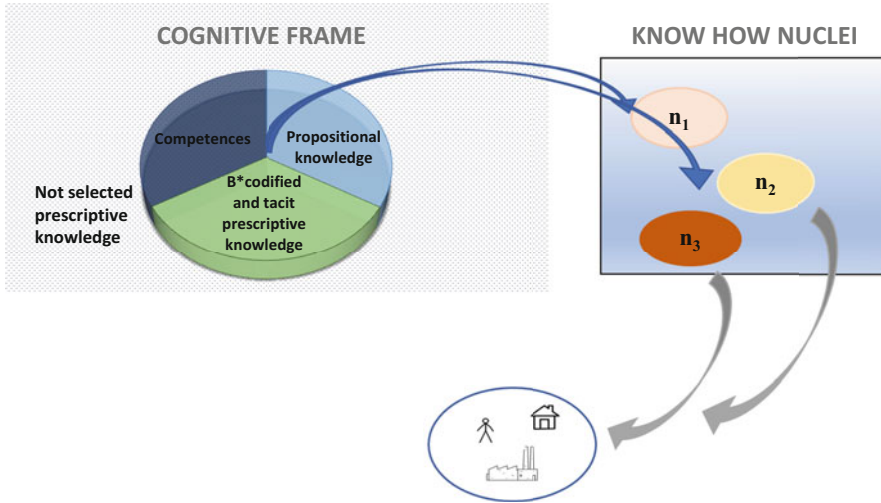 COGNITIVE FRAME
KNOW HOW NUCLEI
Competences
Propositional
knowledge
B*codified
and tacit
prescriptive
knowledge
Not selected
prescriptive
knowledge
n1
n2
n3